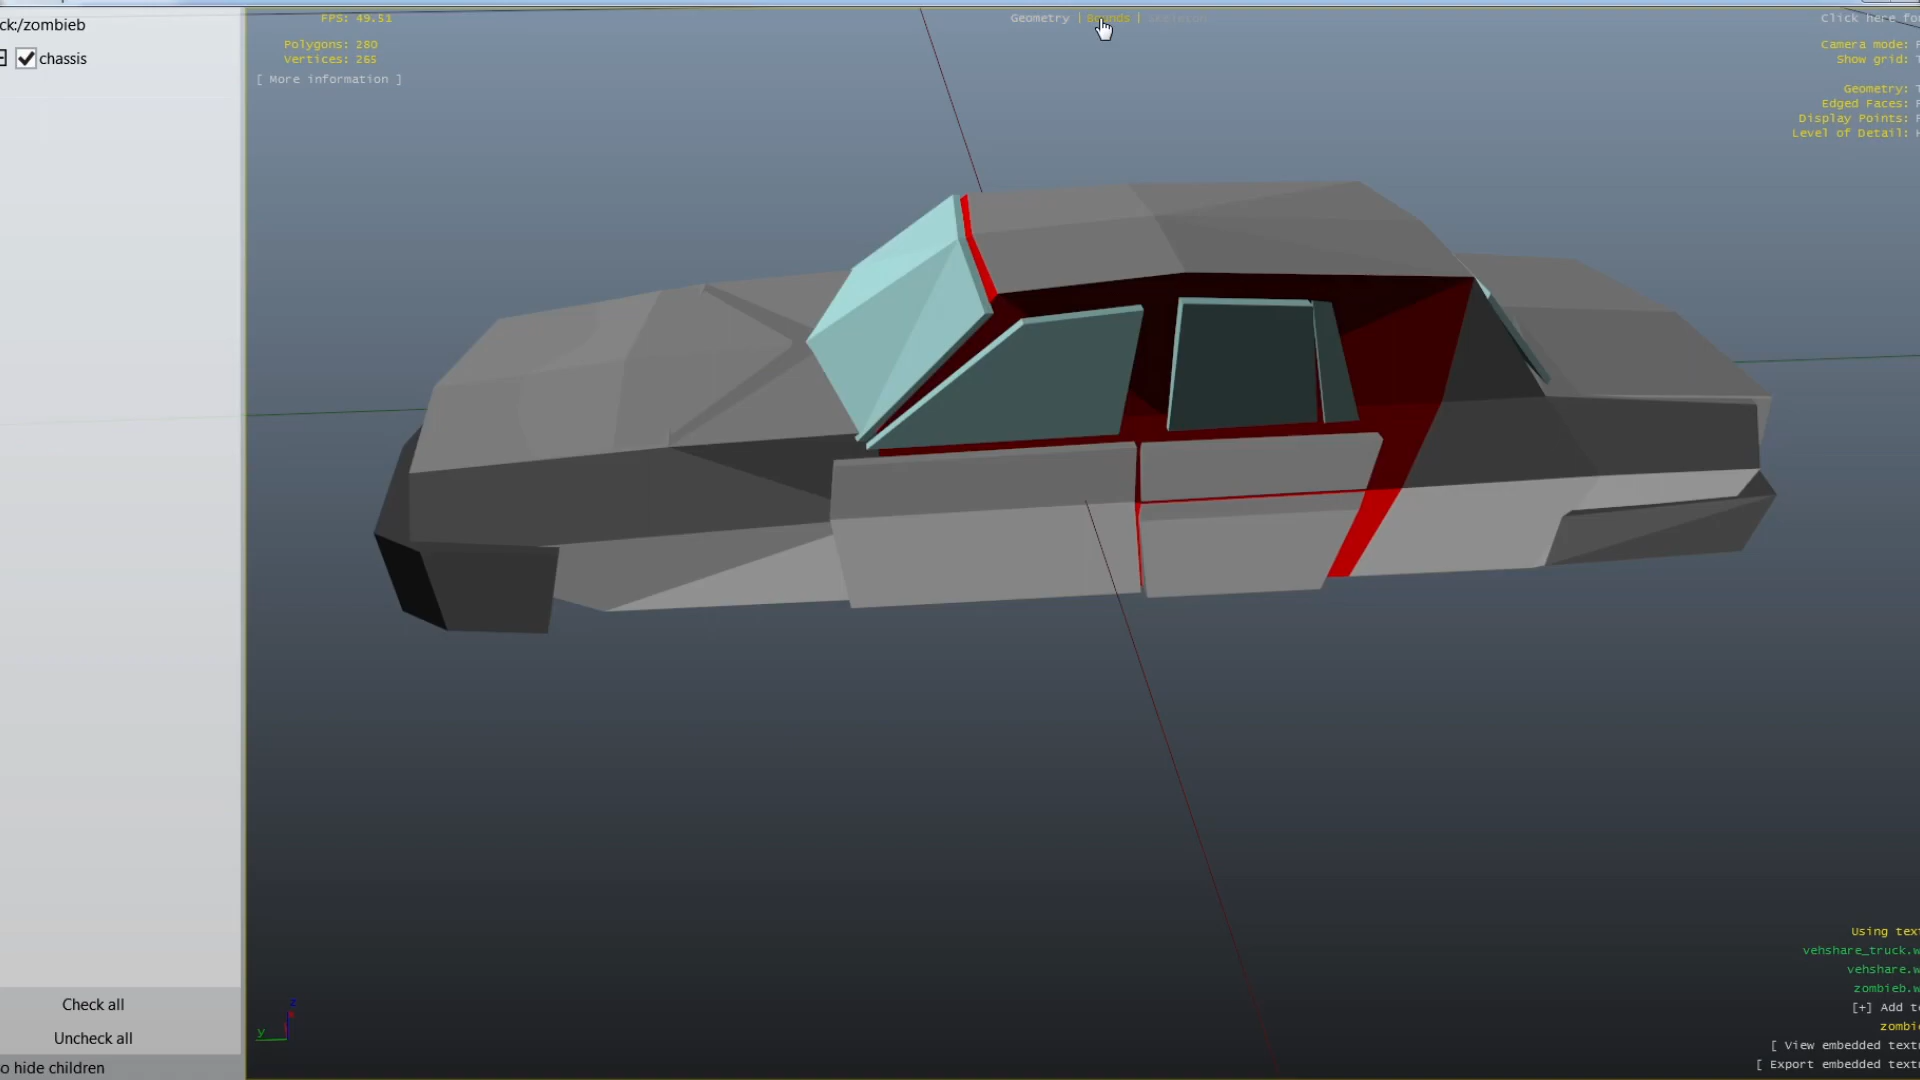 ck:/zombieb
chassis
FPS: 49.51
Polygons: 280
Vertices: 265
[ More information ]
Geometry | Bounds | Skeleton
Click here fo
Camera mode:
Show grid:
Geometry:
Edged Faces:
Display Points:
Level of Detail:
z
y
Using tex
vehshare_truck.w
vehshare.w
zombieb.w
[+] Add t
zombi
[ View embedded text
[ Export embedded text
Check all
Uncheck all
o hide children